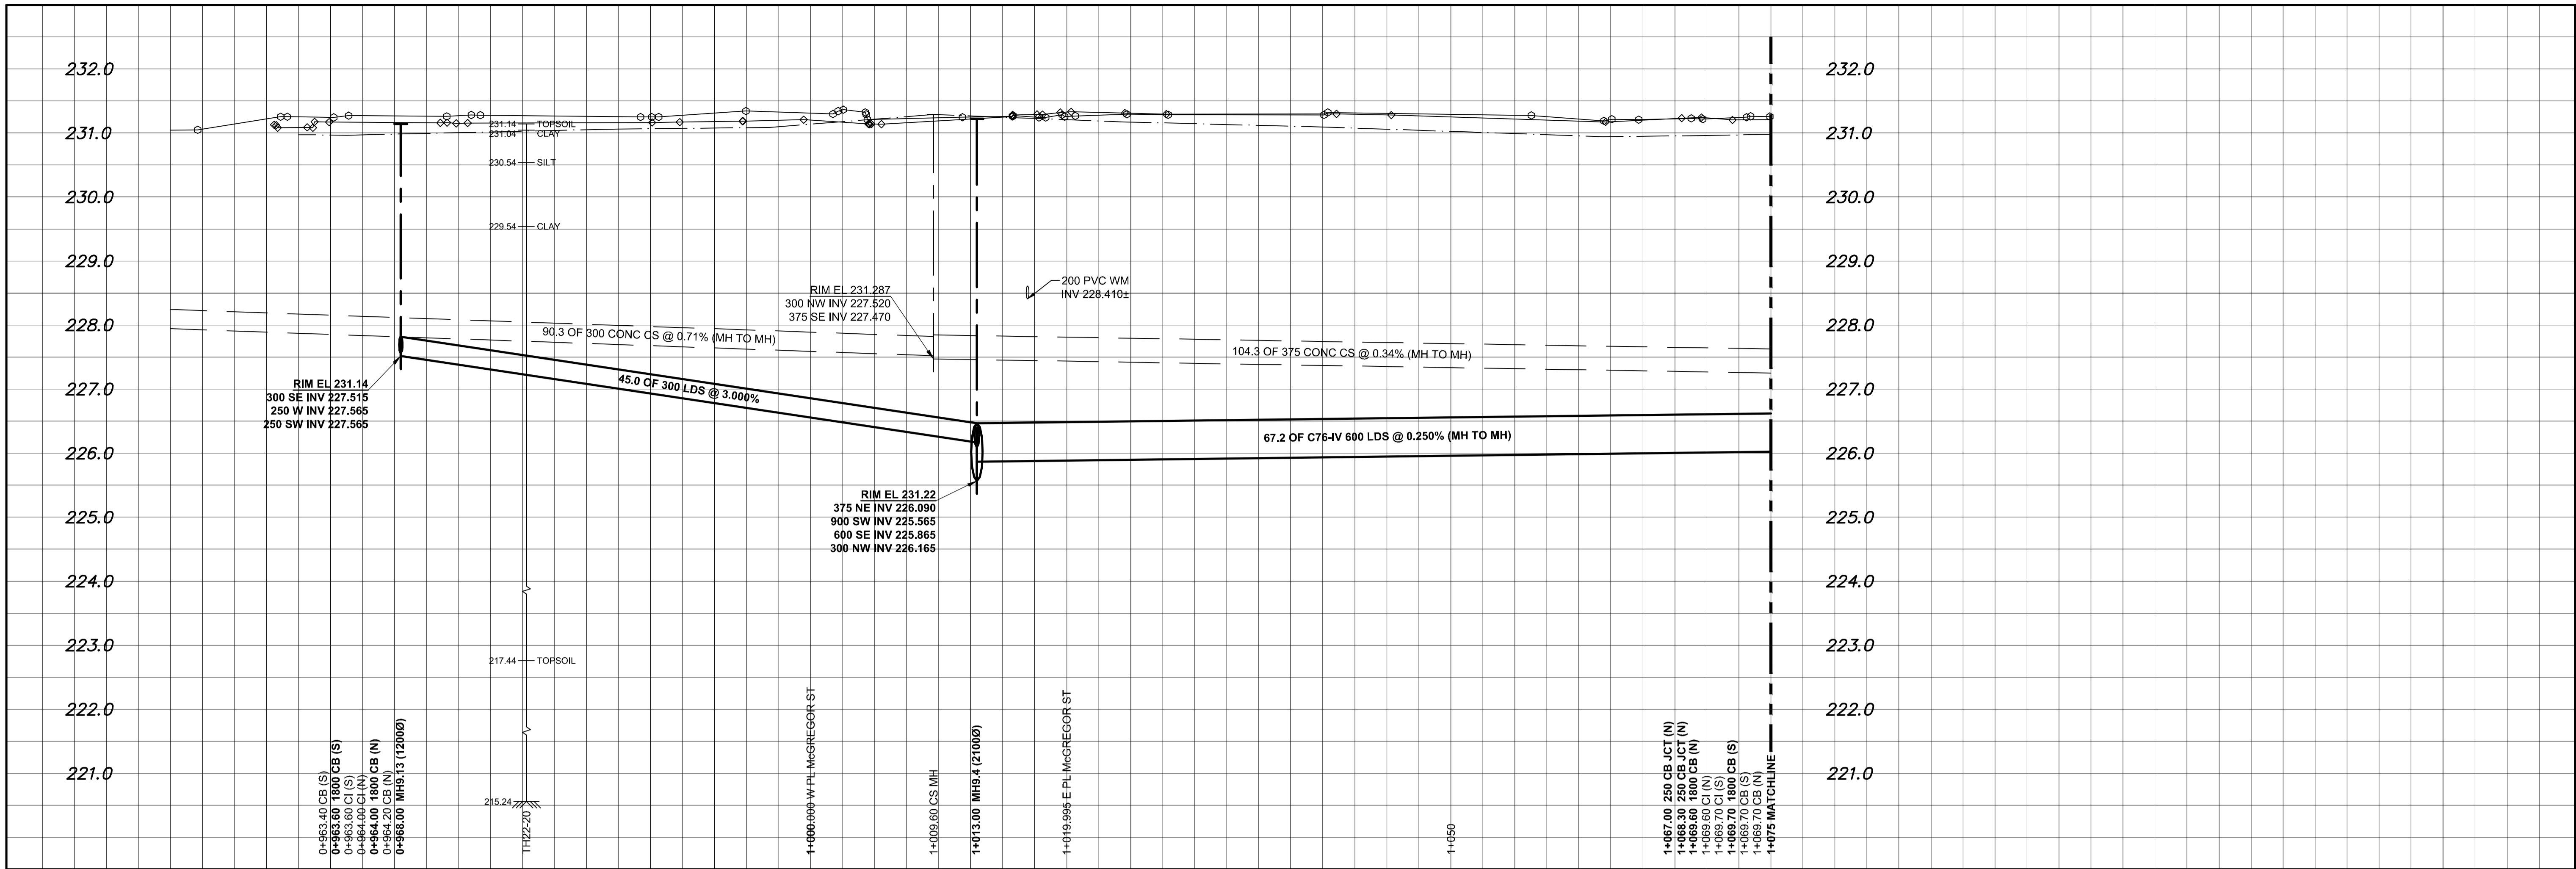 232.0
231.0
230.0
229.0
228.0
227.0
226.0
225.0
224.0
223.0
222.0
221.0
231.14 TOPSOIL
231.04 CLAY
230.54 SILT
229.54 CLAY
217.44 TOPSOIL
215.24
RIM EL 231.287
300 NW INV 227.520
375 SE INV 227.470
200 PVC WM
INV 228.410±
90.3 OF 300 CONC CS @ 0.71% (MH TO MH)
104.3 OF 375 CONC CS @ 0.34% (MH TO MH)
45.0 OF 300 LDS @ 3.000%
67.2 OF C76-IV 600 LDS @ 0.250% (MH TO MH)
RIM EL 231.14
300 SE INV 227.515
250 W INV 227.565
250 SW INV 227.565
RIM EL 231.22
375 NE INV 226.090
900 SW INV 225.565
600 SE INV 225.865
300 NW INV 226.165
0+963.40 CB (S)
0+963.60 1800 CB (S)
0+963.60 CI (S)
0+964.00 CI (N)
0+964.00 1800 CB (N)
0+964.20 CB (N)
0+968.00 MH9.13 (1200Ø)
TH22-20
1+000.000 W PL McGREGOR ST
1+009.60 CS MH
1+013.00 MH9.4 (2100Ø)
1+019.995 E PL McGREGOR ST
1+050
1+067.00 250 CB JCT (N)
1+068.30 250 CB JCT (N)
1+069.60 1800 CB (N)
1+069.60 CI (N)
1+069.70 CI (S)
1+069.70 1800 CB (S)
1+069.70 CB (S)
1+069.70 CB (N)
1+075 MATCHLINE
232.0
231.0
230.0
229.0
228.0
227.0
226.0
225.0
224.0
223.0
222.0
221.0